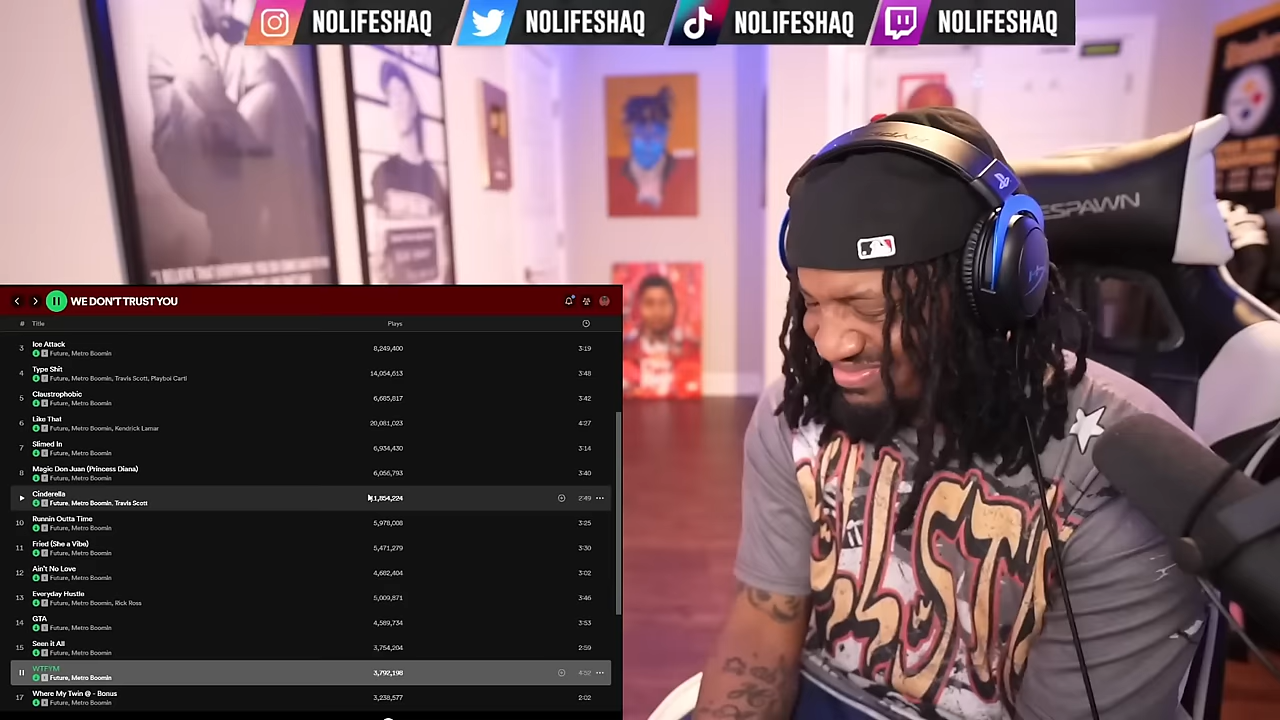 NOLIFESHAQ NOLIFESHAQ NOLIFESHAQ NOLIFESHAQ
ESPAWN
WE DON'T TRUST YOU
# Title Plays
3 Ice Attack 8,249,400 3:19
E Future, Metro Boomin
4 Type Shit 14,054,613 3:48
E Future, Metro Boomin, Travis Scott, Playboi Carti
5 Claustrophobic 6,605,817 3:42
E Future, Metro Boomin
6 Like That 20,081,023 4:27
E Future, Metro Boomin, Kendrick Lamar
7 Slimed In 6,934,430 3:14
E Future, Metro Boomin
8 Magic Don Juan (Princess Diana) 6,056,793 3:40
E Future, Metro Boomin
Cinderella 11,854,224 2:49
E Future, Metro Boomin, Travis Scott
10 Runnin Outta Time 5,978,008 3:25
E Future, Metro Boomin
11 Fried (She a Vibe) 5,471,279 3:30
E Future, Metro Boomin
12 Ain't No Love 4,662,404 3:02
E Future, Metro Boomin
13 Everyday Hustle 5,009,871 3:46
E Future, Metro Boomin, Rick Ross
14 GTA 4,589,734 3:53
E Future, Metro Boomin
15 Seen it All 3,754,204 2:59
E Future, Metro Boomin
WTFYM 3,792,198 4:52
E Future, Metro Boomin
17 Where My Twin @ - Bonus 3,238,577 2:02
E Future, Metro Boomin